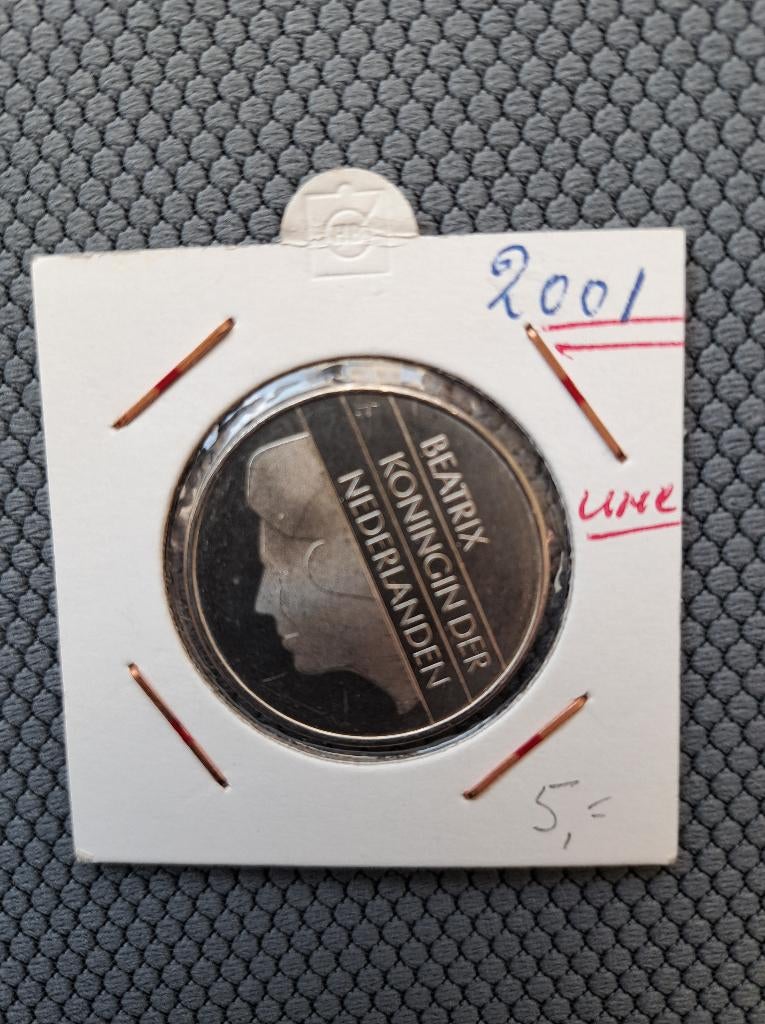 2001
UNC
BEATRIX
KONINGIN DER
NEDERLANDEN
5,-